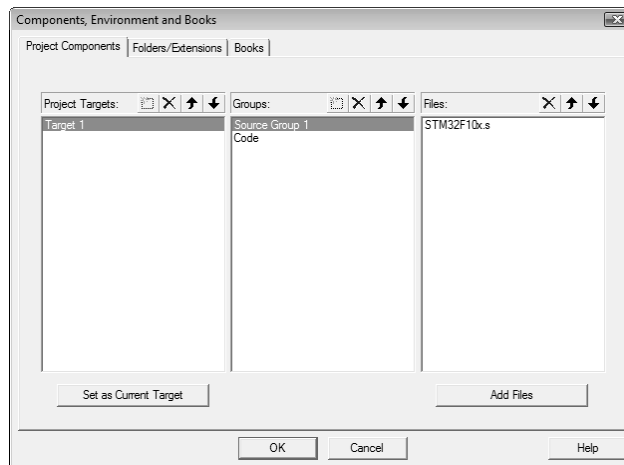 Components, Environment and Books
Project Components Folders/Extensions Books
Project Targets: Groups: Files:
Target 1 Source Group 1 STM32F10x.s
Code
Set as Current Target Add Files
OK Cancel Help